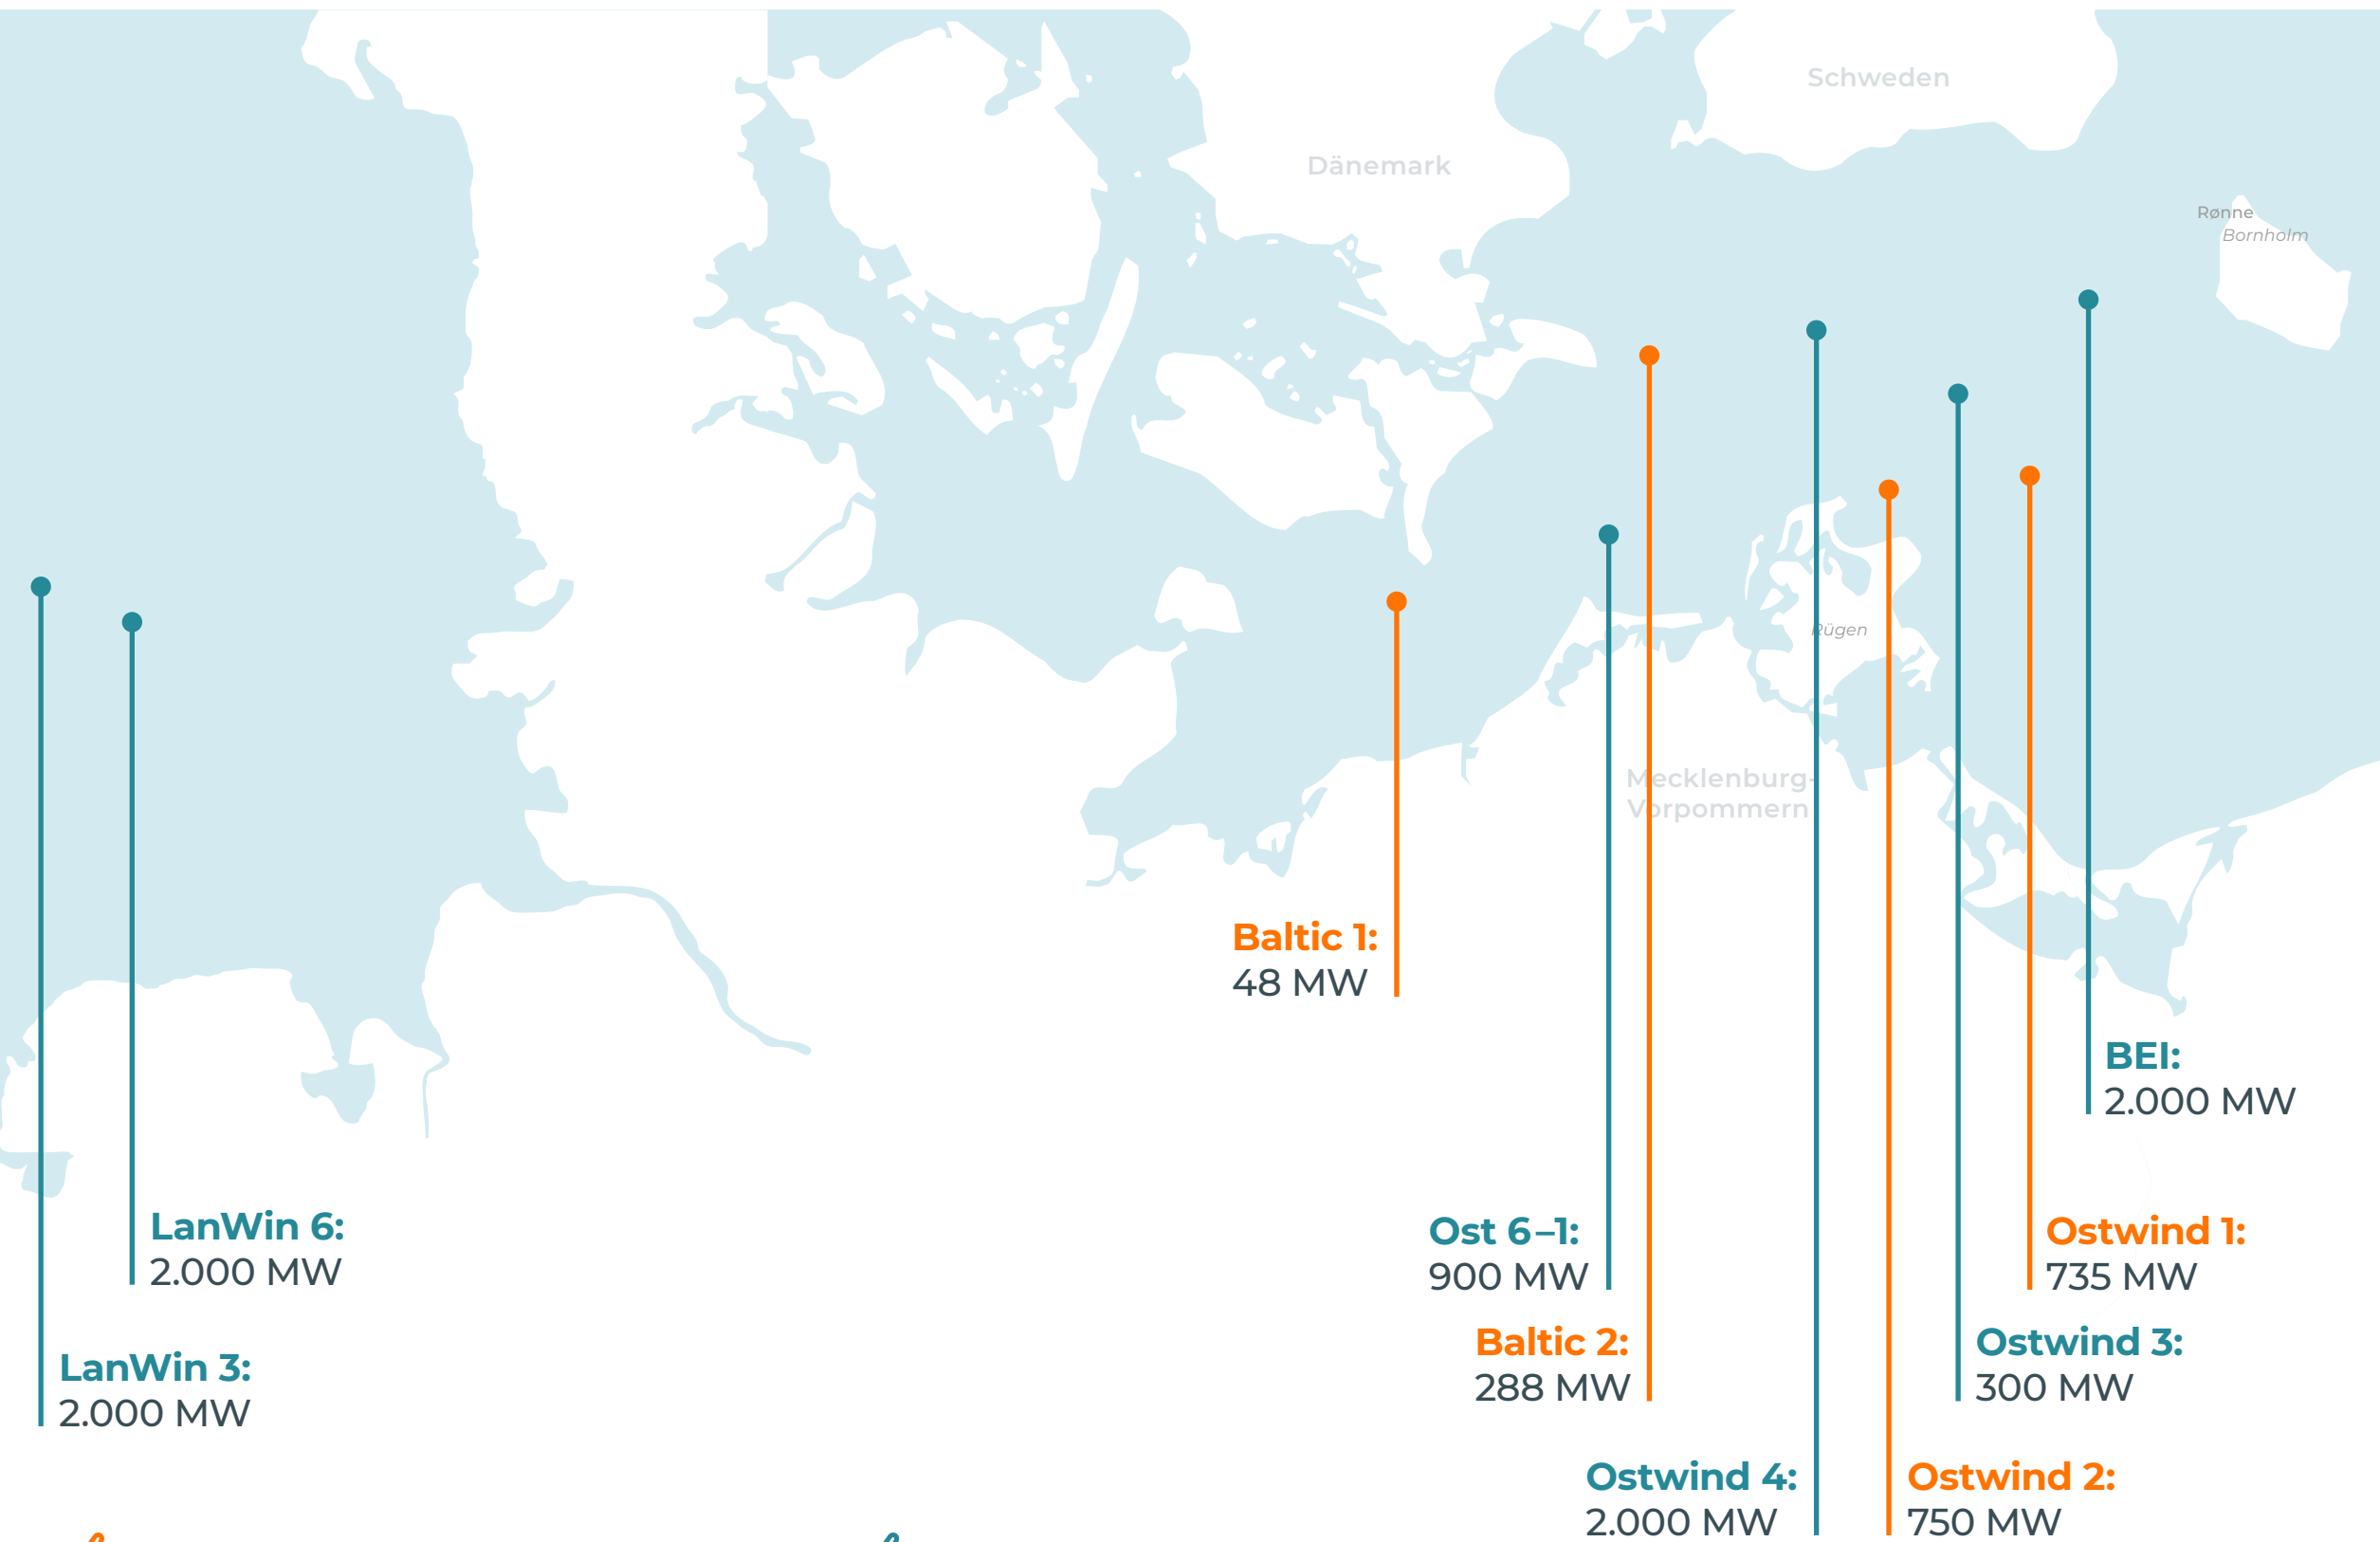 Schweden
Dänemark
Rønne
Bornholm
Rügen
Mecklenburg-
Vorpommern
Baltic 1:
48 MW
BEI:
2.000 MW
LanWin 6:
2.000 MW
Ost 6–1:
900 MW
Ostwind 1:
735 MW
LanWin 3:
2.000 MW
Baltic 2:
288 MW
Ostwind 3:
300 MW
Ostwind 4:
2.000 MW
Ostwind 2:
750 MW